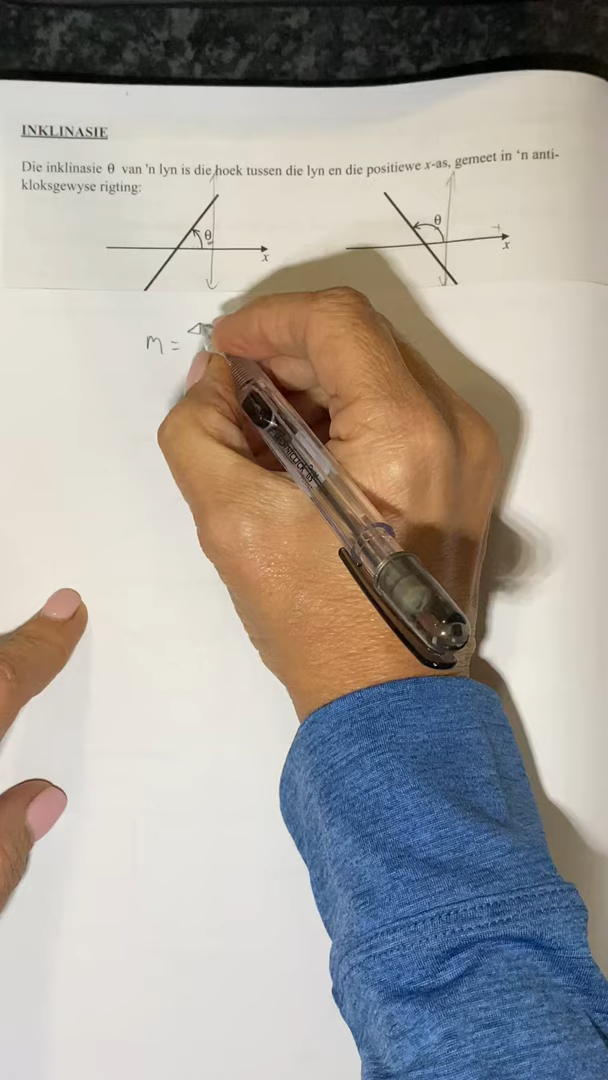 INKLINASIE
Die inklinasie θ van 'n lyn is die hoek tussen die lyn en die positiewe x-as, gemeet in 'n anti-
kloksgewyse rigting:
θ
x
θ
x
m = Δ